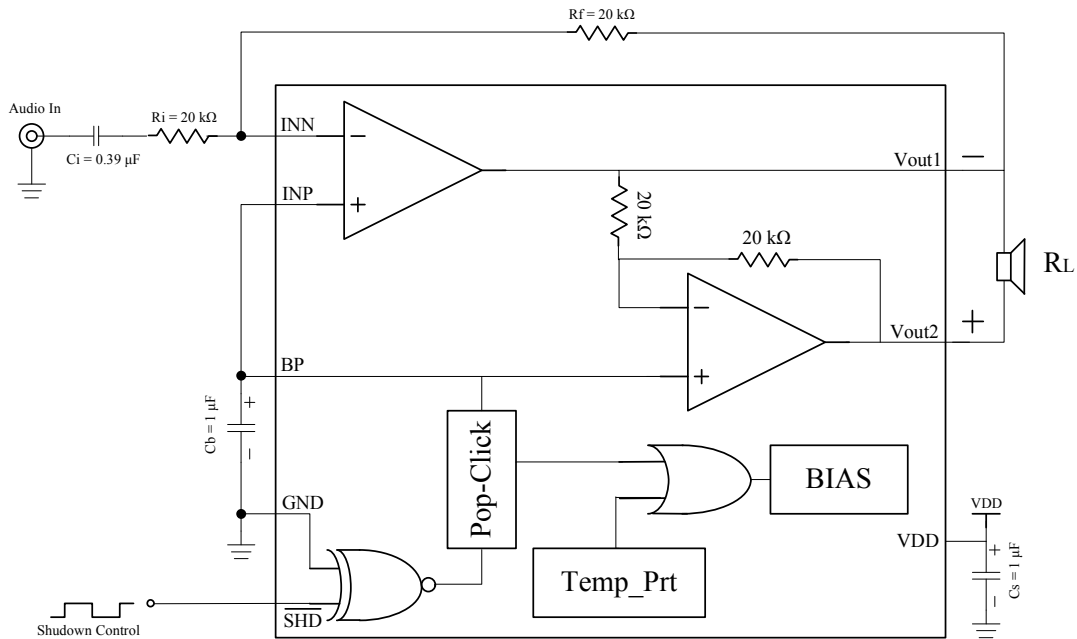 Rf = 20 kΩ
Audio In
Ri = 20 kΩ
Ci = 0.39 μF
INN
−
Vout1
−
INP
+
20 kΩ
20 kΩ
RL
−
Vout2
+
BP
+
+
Cb = 1 μF
−
Pop-Click
BIAS
GND
VDD
VDD
+
Cs = 1 μF
−
Temp_Prt
SHD
Shudown Control